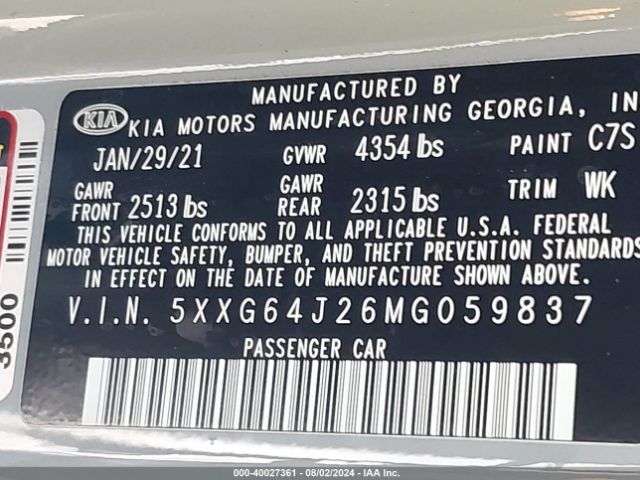 MANUFACTURED BY
KIA KIA MOTORS MANUFACTURING GEORGIA, IN
JAN/29/21 GVWR 4354 lbs PAINT C7S
GAWR FRONT 2513 lbs GAWR REAR 2315 lbs TRIM WK
THIS VEHICLE CONFORMS TO ALL APPLICABLE U.S.A. FEDERAL
MOTOR VEHICLE SAFETY, BUMPER, AND THEFT PREVENTION STANDARDS
IN EFFECT ON THE DATE OF MANUFACTURE SHOWN ABOVE.
V.I.N. 5XXG64J26MG059837
PASSENGER CAR
3500
000-40027361 - 08/02/2024 - IAA Inc.